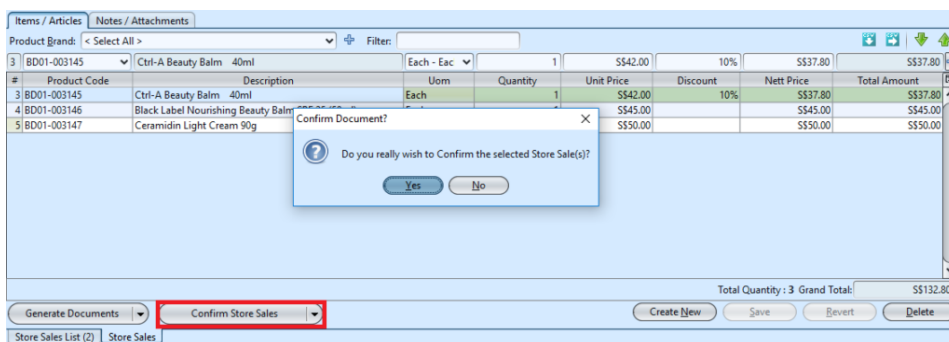 Items / Articles Notes / Attachments
Product Brand: < Select All > Filter:
3 BD01-003145 Ctrl-A Beauty Balm 40ml Each - Eac 1 S$42.00 10% S$37.80 S$37.80
# Product Code Description Uom Quantity Unit Price Discount Nett Price Total Amount
3 BD01-003145 Ctrl-A Beauty Balm 40ml Each 1 S$42.00 10% S$37.80 S$37.80
4 BD01-003146 Black Label Nourishing Beauty Balm S$45.00 S$45.00 S$45.00
5 BD01-003147 Ceramidin Light Cream 90g S$50.00 S$50.00 S$50.00
Confirm Document?
Do you really wish to Confirm the selected Store Sale(s)?
Yes No
Total Quantity : 3 Grand Total: S$132.80
Generate Documents Confirm Store Sales Create New Save Revert Delete
Store Sales List (2) Store Sales